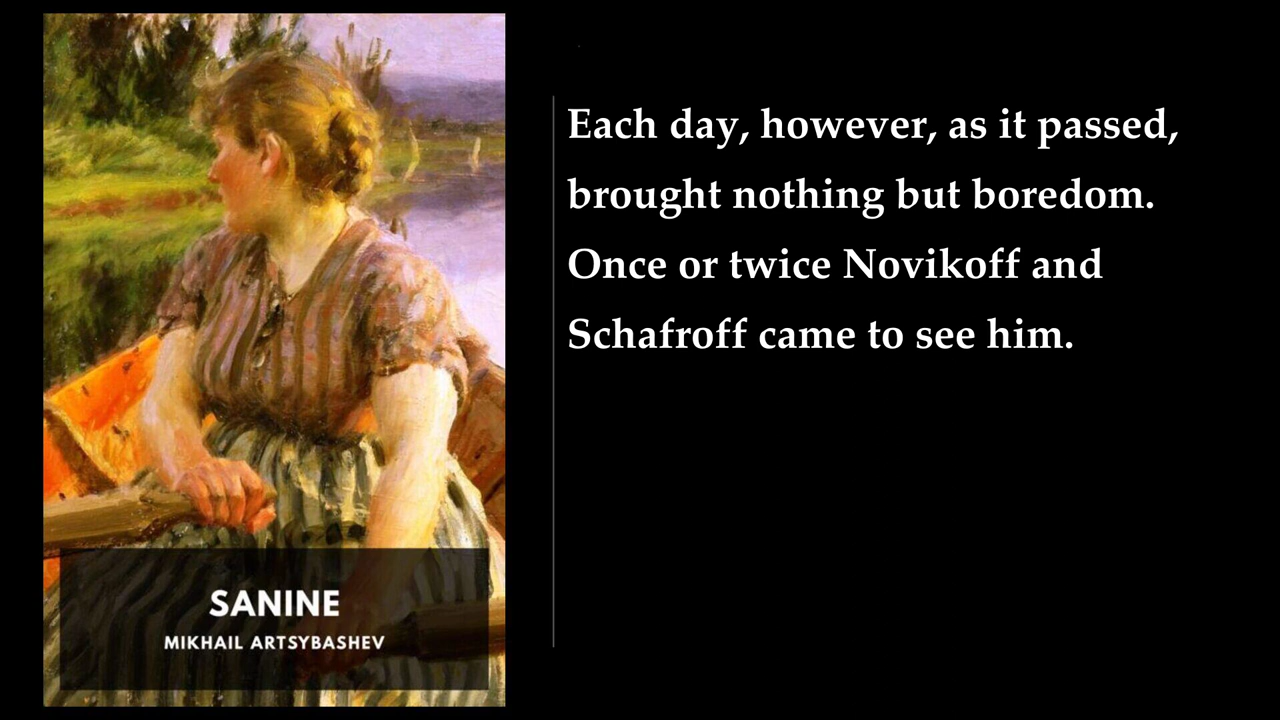 Each day, however, as it passed,
brought nothing but boredom.
Once or twice Novikoff and
Schafroff came to see him.
SANINE
MIKHAIL ARTSYBASHEV